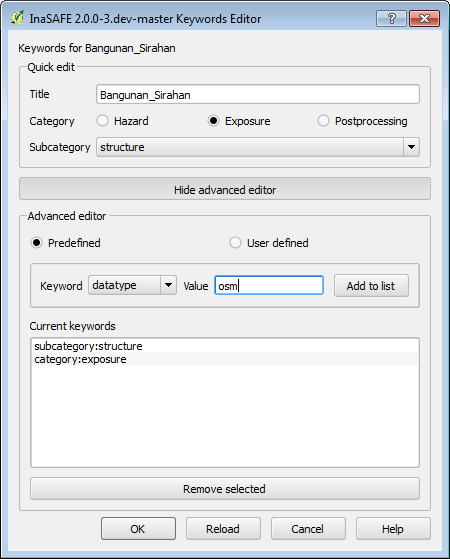 InaSAFE 2.0.0-3.dev-master Keywords Editor
Keywords for Bangunan_Sirahan
Quick edit
Title Bangunan_Sirahan
Category Hazard Exposure Postprocessing
Subcategory structure
Hide advanced editor
Advanced editor
Predefined User defined
Keyword datatype Value osm Add to list
Current keywords
subcategory:structure
category:exposure
Remove selected
OK Reload Cancel Help